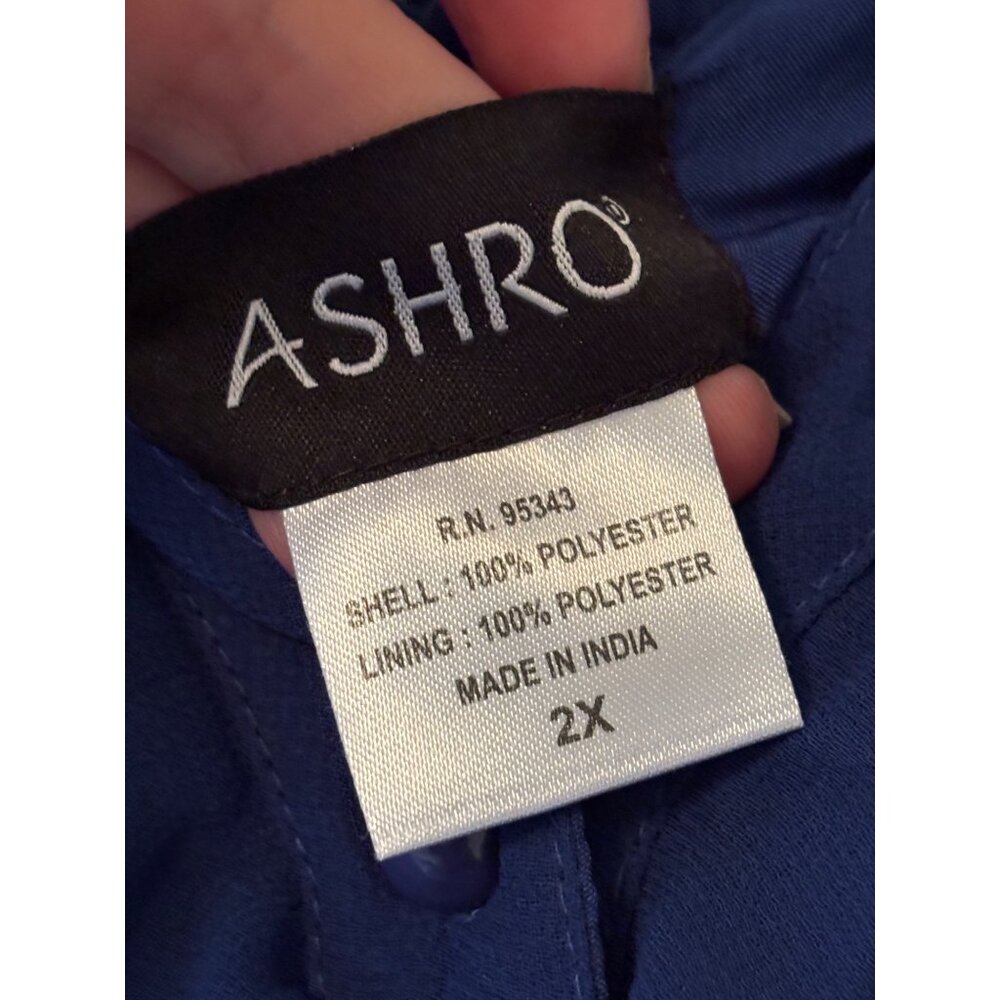 ASHRO®
R.N. 95343
SHELL : 100% POLYESTER
LINING : 100% POLYESTER
MADE IN INDIA
2X